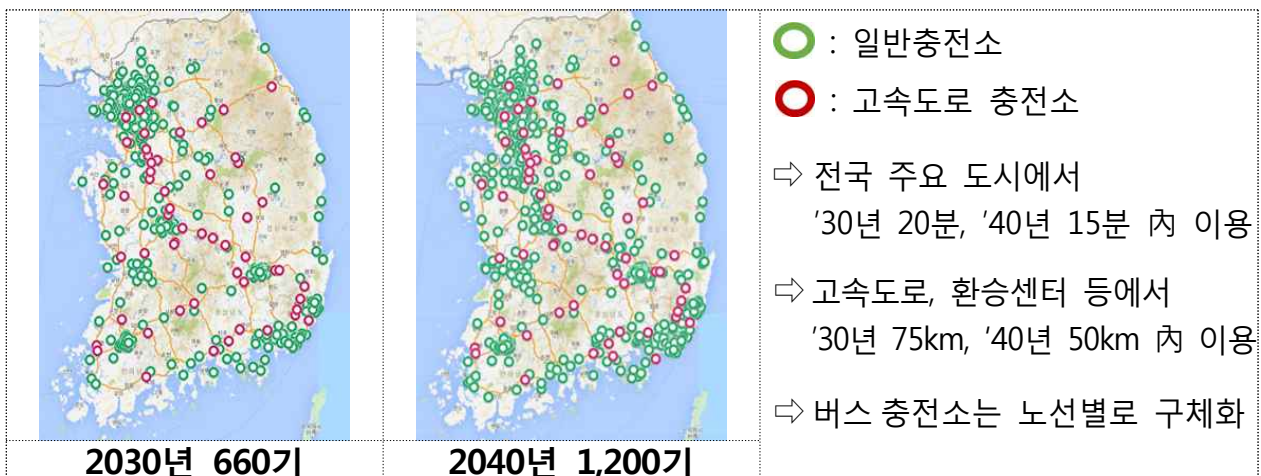 : 일반충전소
: 고속도로 충전소
⇨ 전국 주요 도시에서
'30년 20분, '40년 15분 內 이용
⇨ 고속도로, 환승센터 등에서
'30년 75km, '40년 50km 內 이용
⇨ 버스 충전소는 노선별로 구체화
2030년 660기
2040년 1,200기